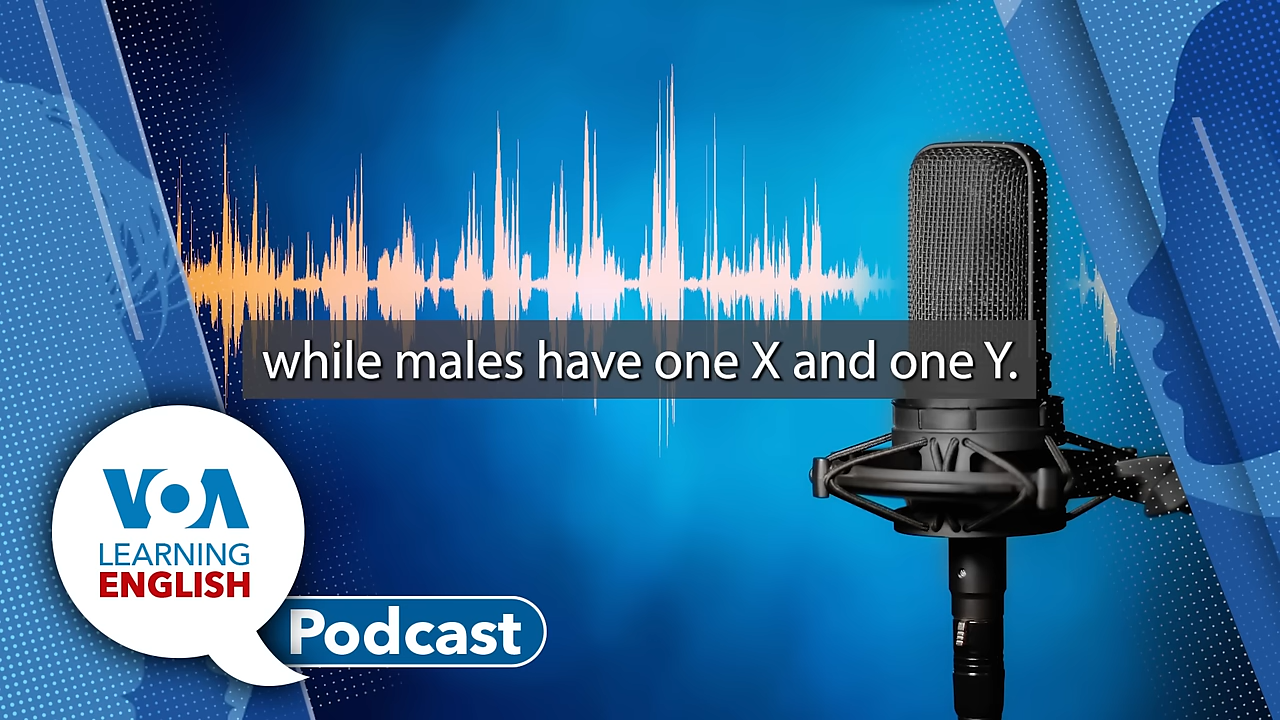 while males have one X and one Y.
VOA
LEARNING
ENGLISH
Podcast